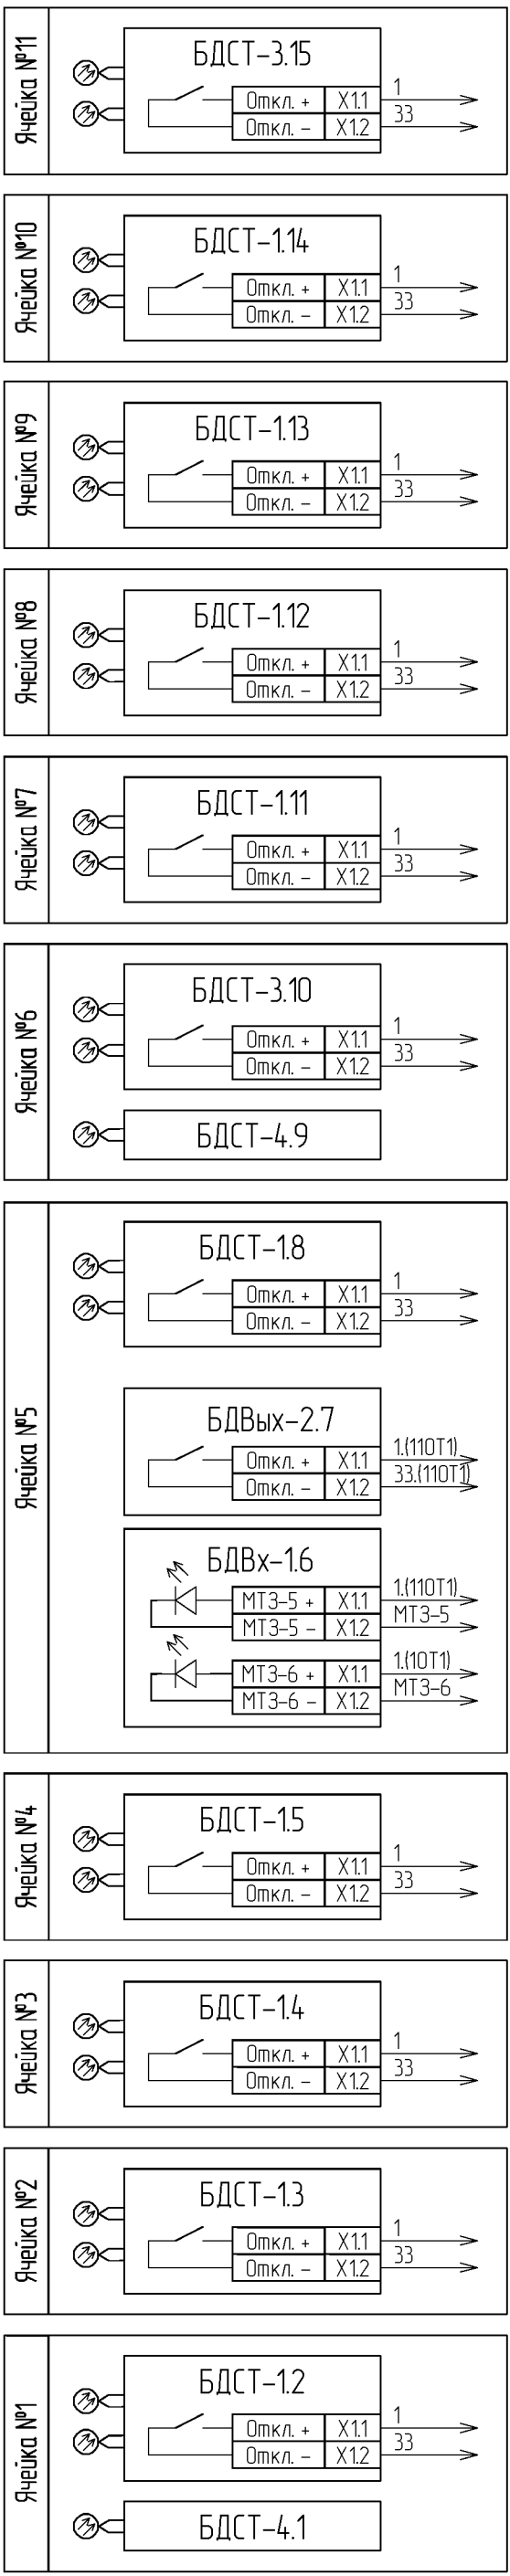 Ячейка №11
БДСТ-3.15
Откл. + X1.1 1
Откл. - X1.2 33
Ячейка №10
БДСТ-1.14
Откл. + X1.1 1
Откл. - X1.2 33
Ячейка №9
БДСТ-1.13
Откл. + X1.1 1
Откл. - X1.2 33
Ячейка №8
БДСТ-1.12
Откл. + X1.1 1
Откл. - X1.2 33
Ячейка №7
БДСТ-1.11
Откл. + X1.1 1
Откл. - X1.2 33
Ячейка №6
БДСТ-3.10
Откл. + X1.1 1
Откл. - X1.2 33
БДСТ-4.9
Ячейка №5
БДСТ-1.8
Откл. + X1.1 1
Откл. - X1.2 33
БДВых-2.7
Откл. + X1.1 1.(110Т1)
Откл. - X1.2 33.(110Т1)
БДВх-1.6
МТЗ-5 + X1.1 1.(110Т1)
МТЗ-5 - X1.2 МТЗ-5
МТЗ-6 + X1.1 1.(10Т1)
МТЗ-6 - X1.2 МТЗ-6
Ячейка №4
БДСТ-1.5
Откл. + X1.1 1
Откл. - X1.2 33
Ячейка №3
БДСТ-1.4
Откл. + X1.1 1
Откл. - X1.2 33
Ячейка №2
БДСТ-1.3
Откл. + X1.1 1
Откл. - X1.2 33
Ячейка №1
БДСТ-1.2
Откл. + X1.1 1
Откл. - X1.2 33
БДСТ-4.1